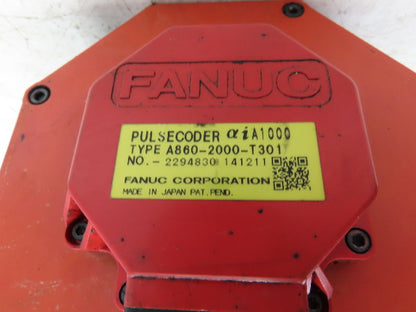 FANUC
PULSECODER αiA1000
TYPE A860-2000-T301
NO.- 2294830 141211
FANUC CORPORATION
MADE IN JAPAN PAT. PEND.